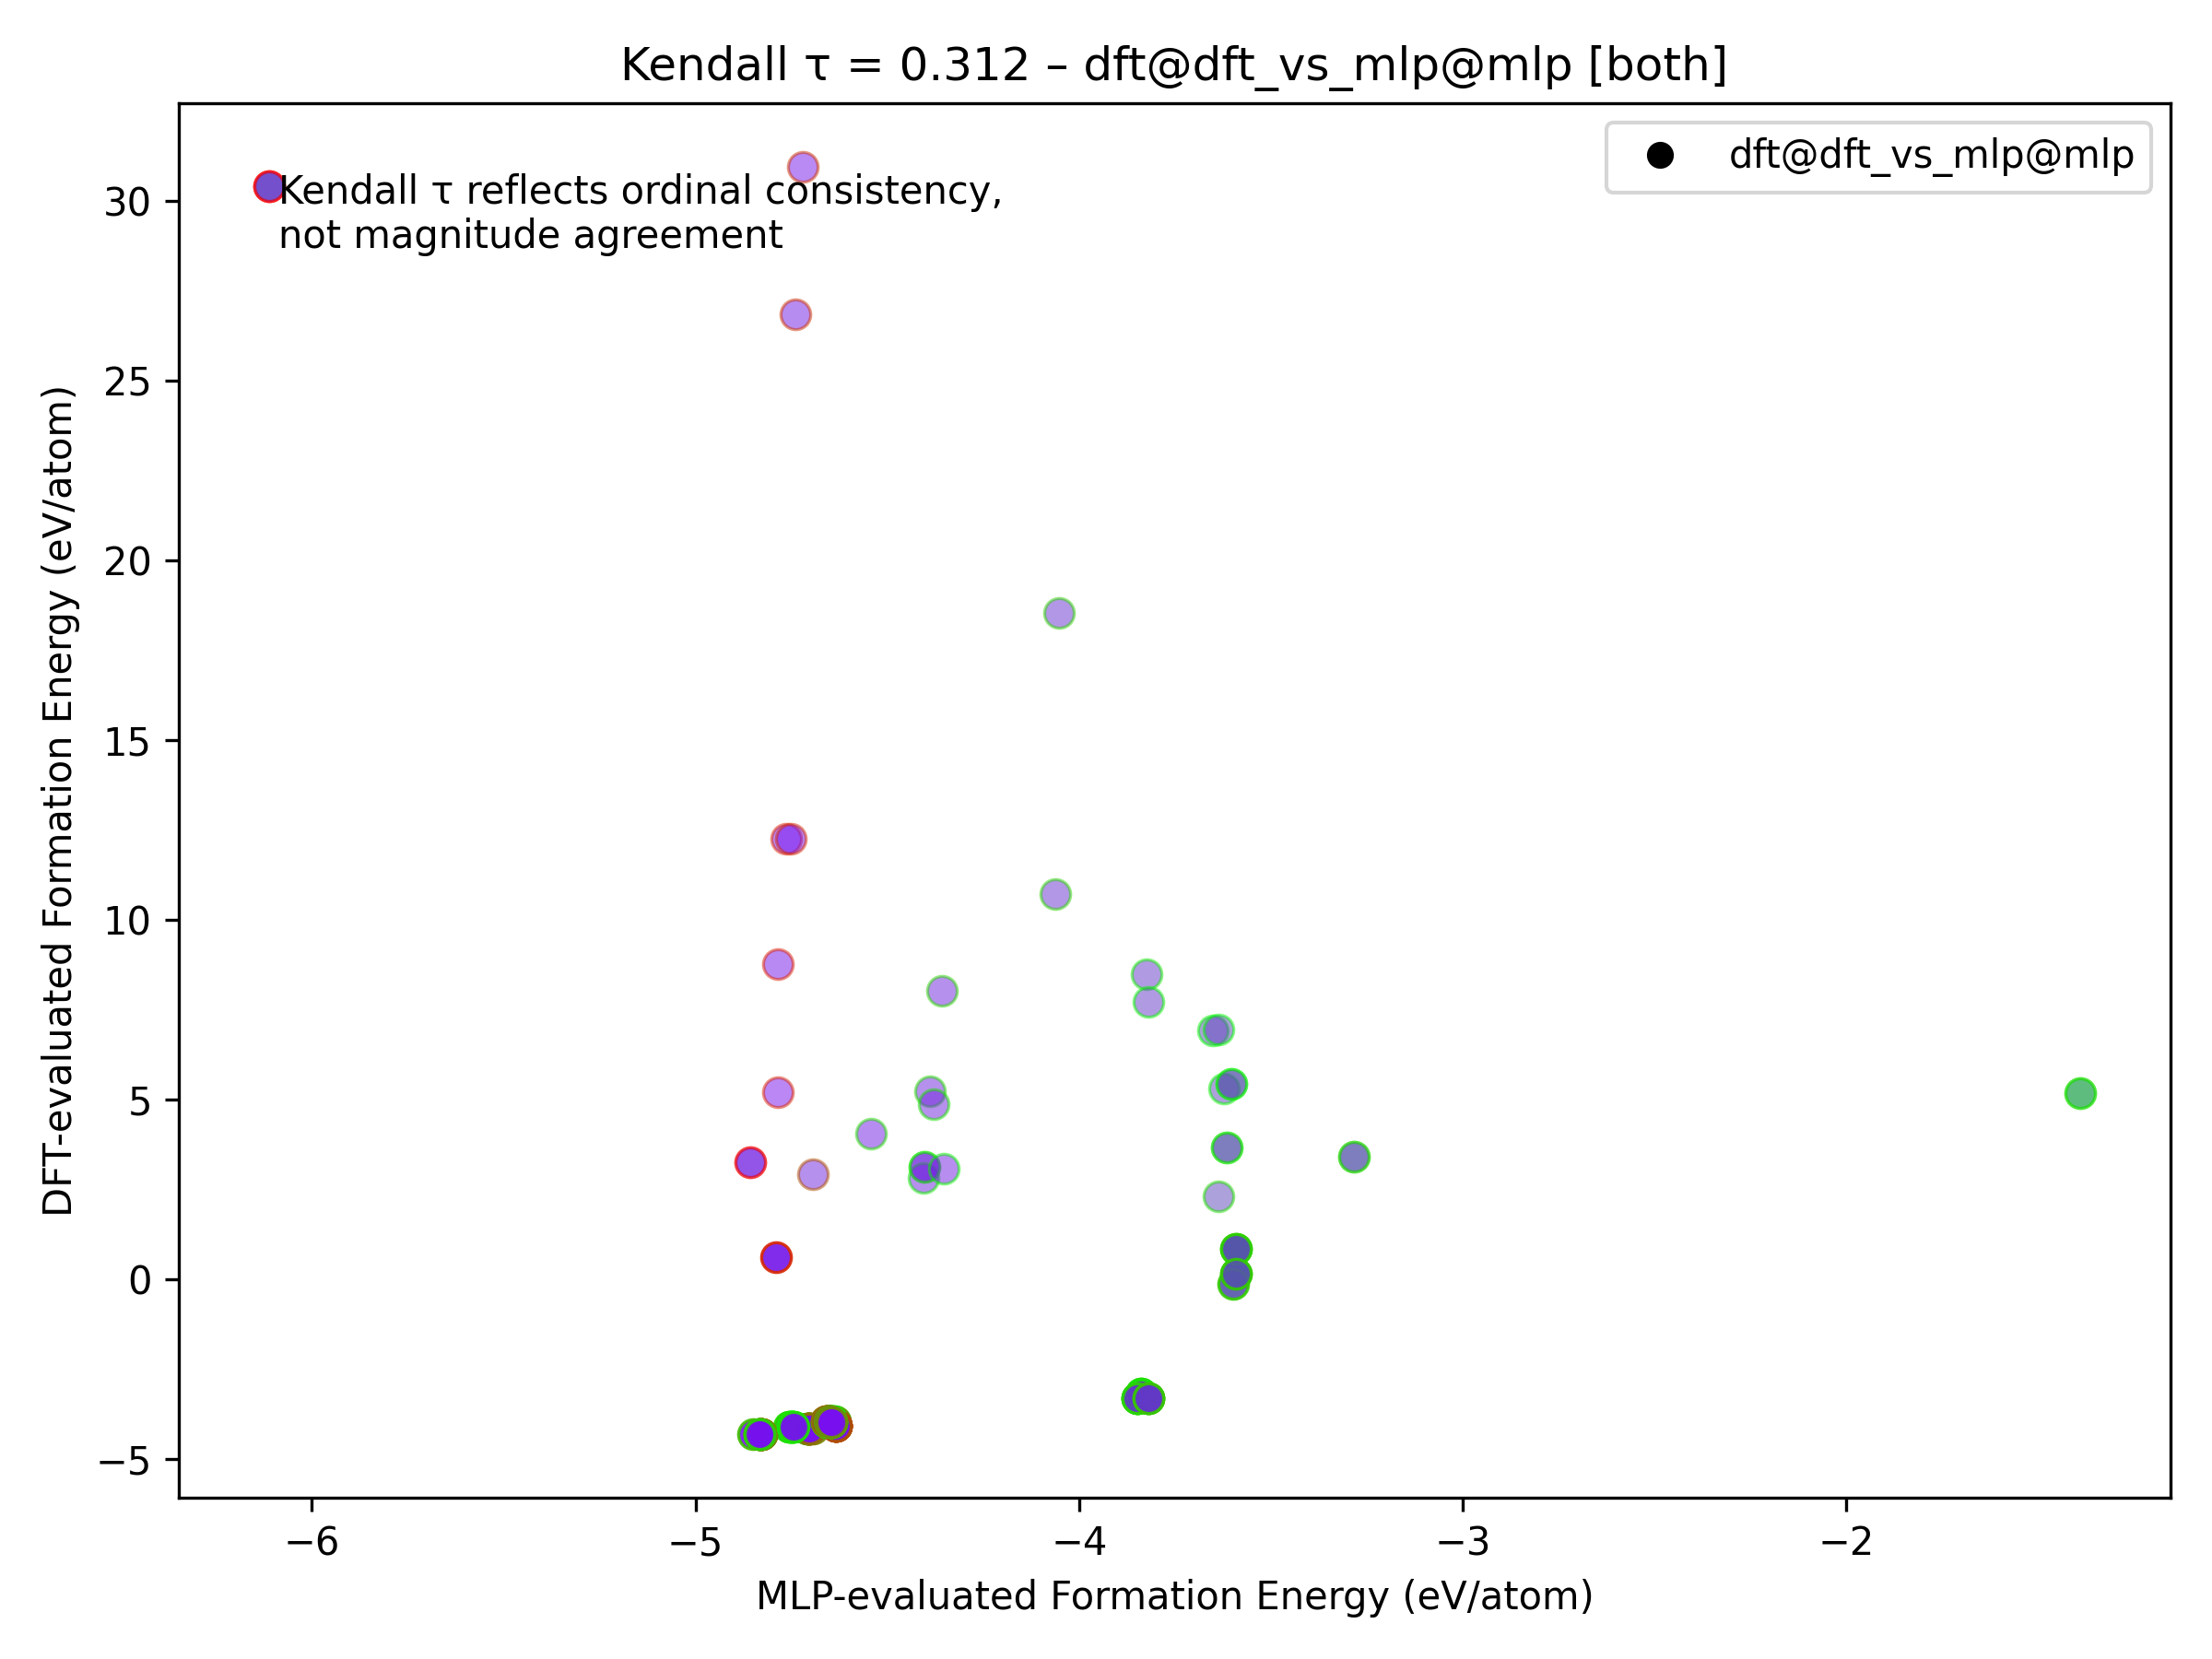 Kendall τ = 0.312 – dft@dft_vs_mlp@mlp [both]
dft@dft_vs_mlp@mlp
Kendall τ reflects ordinal consistency,
not magnitude agreement
DFT-evaluated Formation Energy (eV/atom)
30
25
20
15
10
5
0
−5
−6
−5
−4
−3
−2
MLP-evaluated Formation Energy (eV/atom)